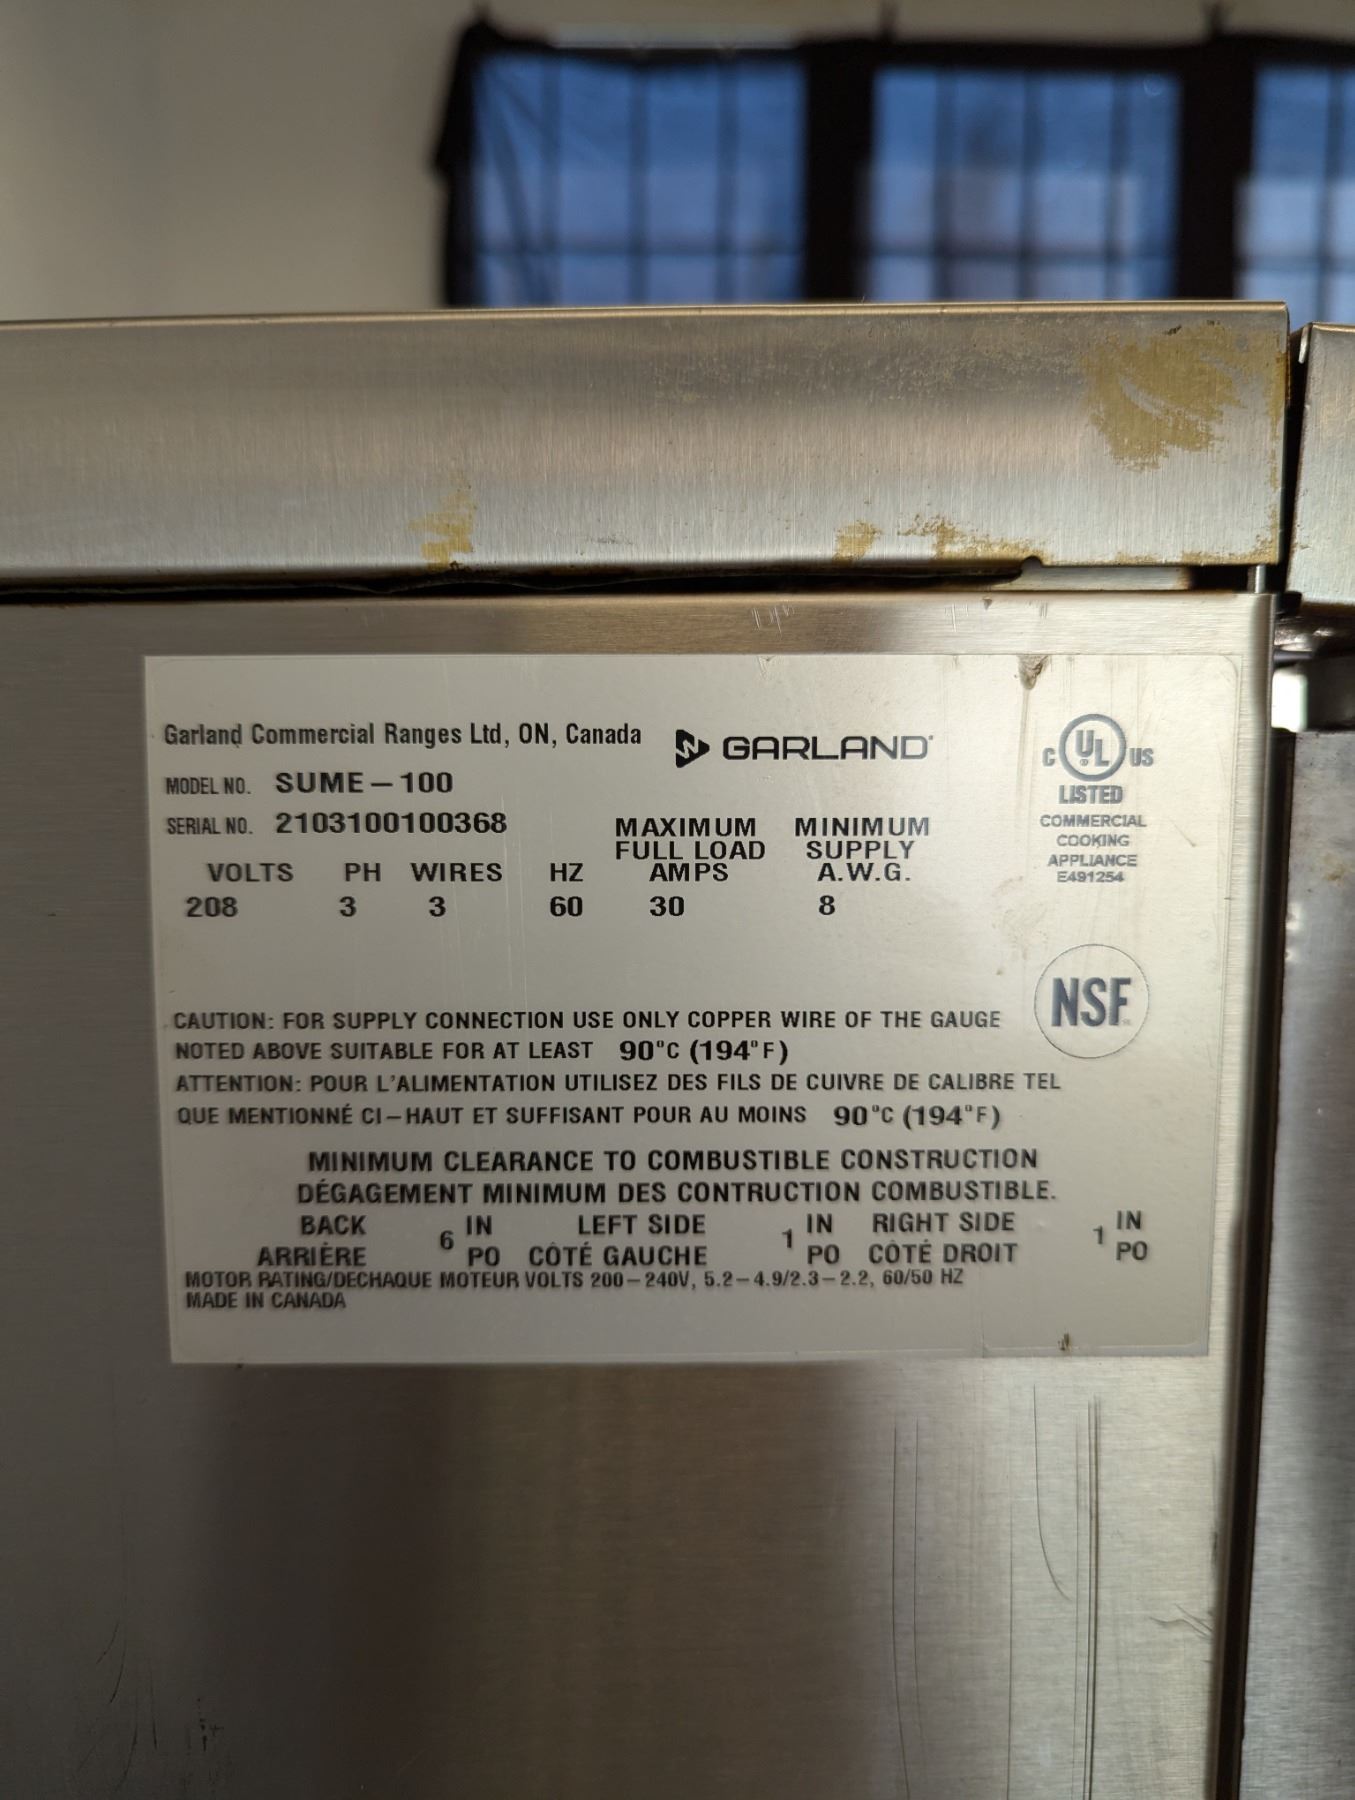 Garland Commercial Ranges Ltd, ON, Canada
GARLAND
C UL US
LISTED
COMMERCIAL
COOKING
APPLIANCE
E491254
MODEL NO. SUME-100
SERIAL NO. 2103100100368
VOLTS PH WIRES HZ MAXIMUM FULL LOAD AMPS MINIMUM SUPPLY A.W.G.
208 3 3 60 30 8
NSF
CAUTION: FOR SUPPLY CONNECTION USE ONLY COPPER WIRE OF THE GAUGE
NOTED ABOVE SUITABLE FOR AT LEAST 90°C (194°F)
ATTENTION: POUR L'ALIMENTATION UTILISEZ DES FILS DE CUIVRE DE CALIBRE TEL
QUE MENTIONNÉ CI-HAUT ET SUFFISANT POUR AU MOINS 90°C (194°F)
MINIMUM CLEARANCE TO COMBUSTIBLE CONSTRUCTION
DÉGAGEMENT MINIMUM DES CONTRUCTION COMBUSTIBLE.
BACK 6 IN LEFT SIDE 1 IN RIGHT SIDE 1 IN
ARRIÈRE PO CÔTÉ GAUCHE PO CÔTÉ DROIT PO
MOTOR RATING/DECHAQUE MOTEUR VOLTS 200-240V, 5.2-4.9/2.3-2.2, 60/50 HZ
MADE IN CANADA